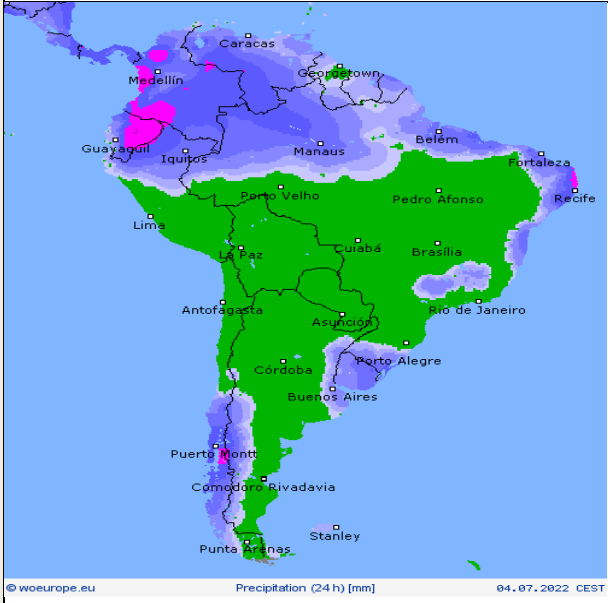 Caracas
Georgetown
Medellín
Guayaquil
Iquitos
Manaus
Belém
Fortaleza
Porto Velho
Pedro Afonso
Recife
Lima
La Paz
Cuiabá
Brasília
Antofagasta
Asunción
Rio de Janeiro
Córdoba
Porto Alegre
Buenos Aires
Puerto Montt
Comodoro Rivadavia
Stanley
Punta Arenas
© woeurope.eu Precipitation (24 h) [mm] 04.07.2022 CEST